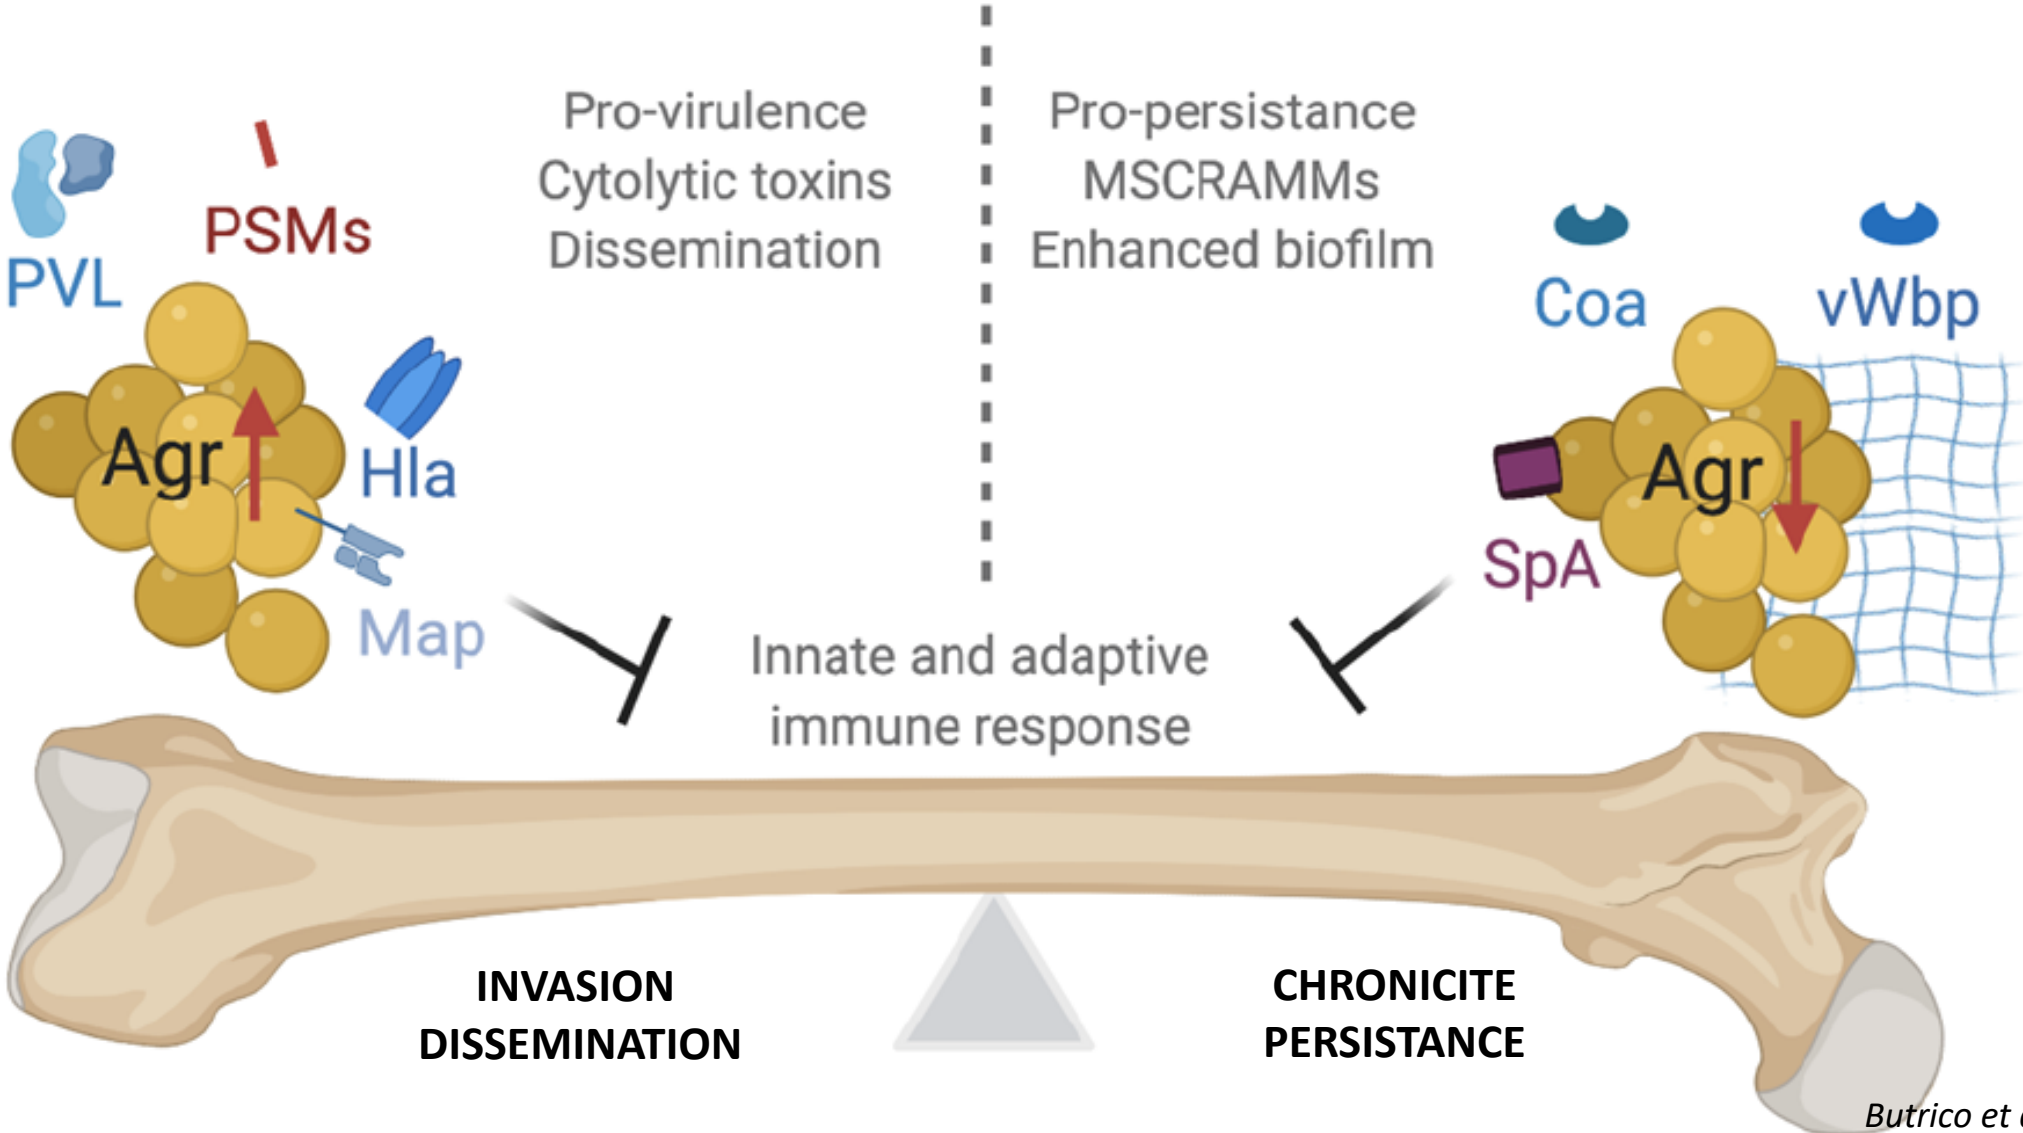 Pro-virulence
Cytolytic toxins
Dissemination
Pro-persistance
MSCRAMMs
Enhanced biofilm
PVL
PSMs
Agr
Hla
Map
Coa
vWbp
Agr
SpA
Innate and adaptive
immune response
INVASION
DISSEMINATION
CHRONICITE
PERSISTANCE
Butrico et